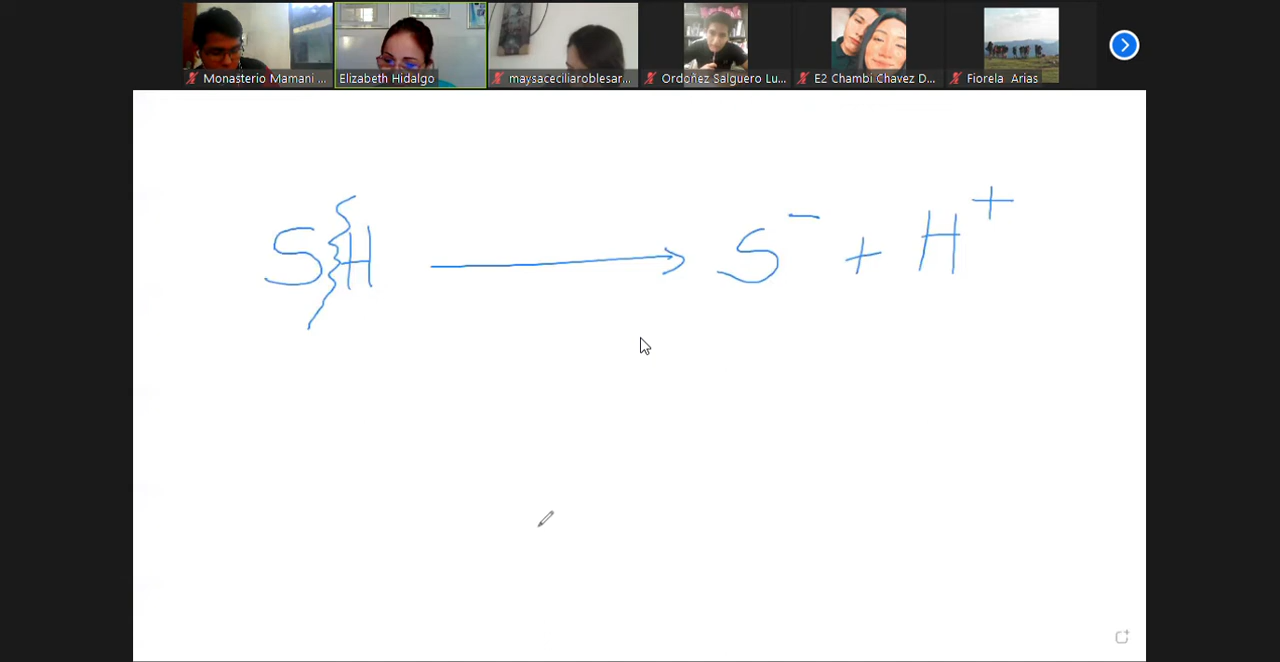 Monasterio Mamani ...
Elizabeth Hidalgo
maysaceciliaroblesar...
Ordoñez Salguero Lu...
E2 Chambi Chavez D...
Fiorela Arias
SH → S⁻ + H⁺